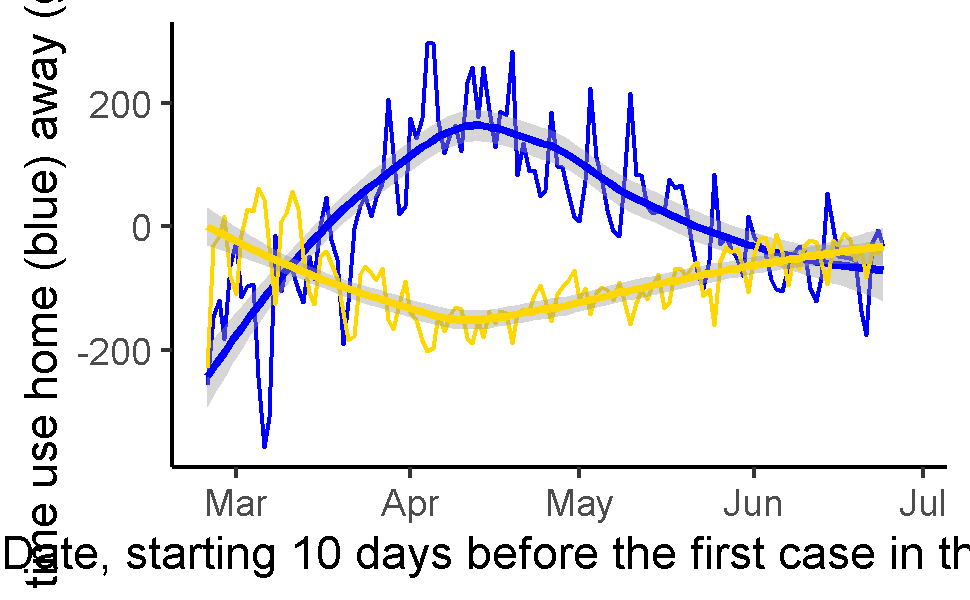 time use home (blue) away (
200
0
-200
Mar Apr May Jun Jul
Date, starting 10 days before the first case in th